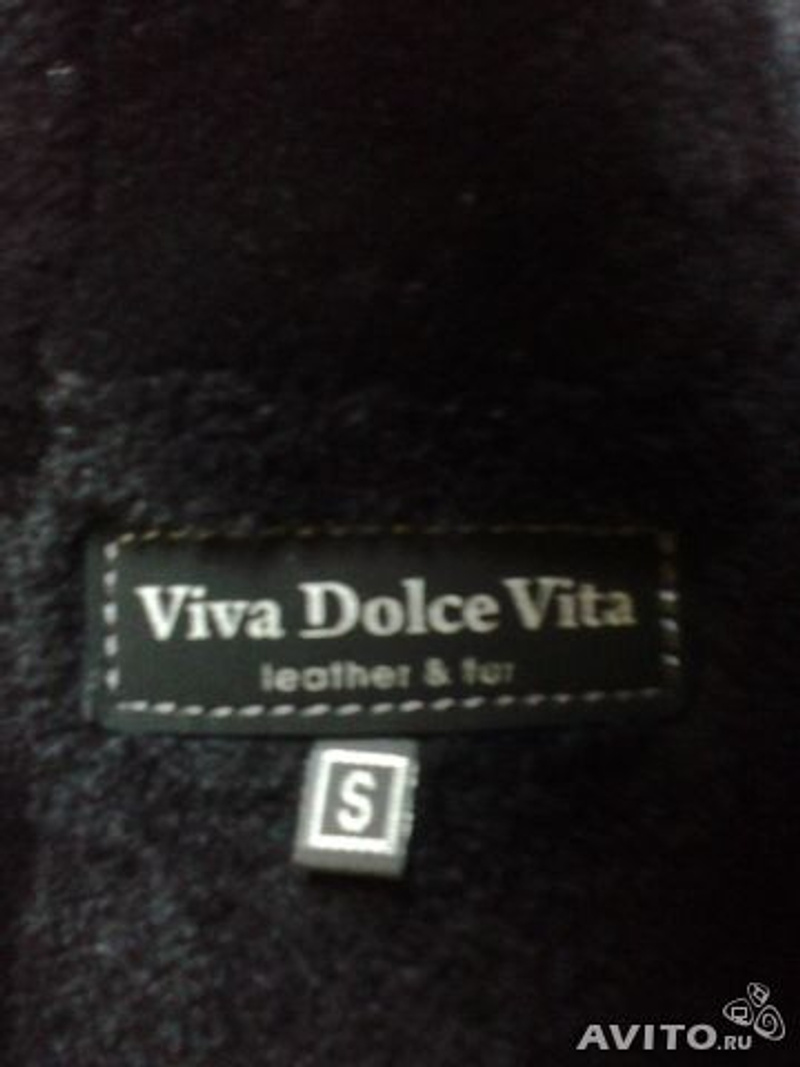 Viva Dolce Vita
leather & fur
S
AVITO.RU